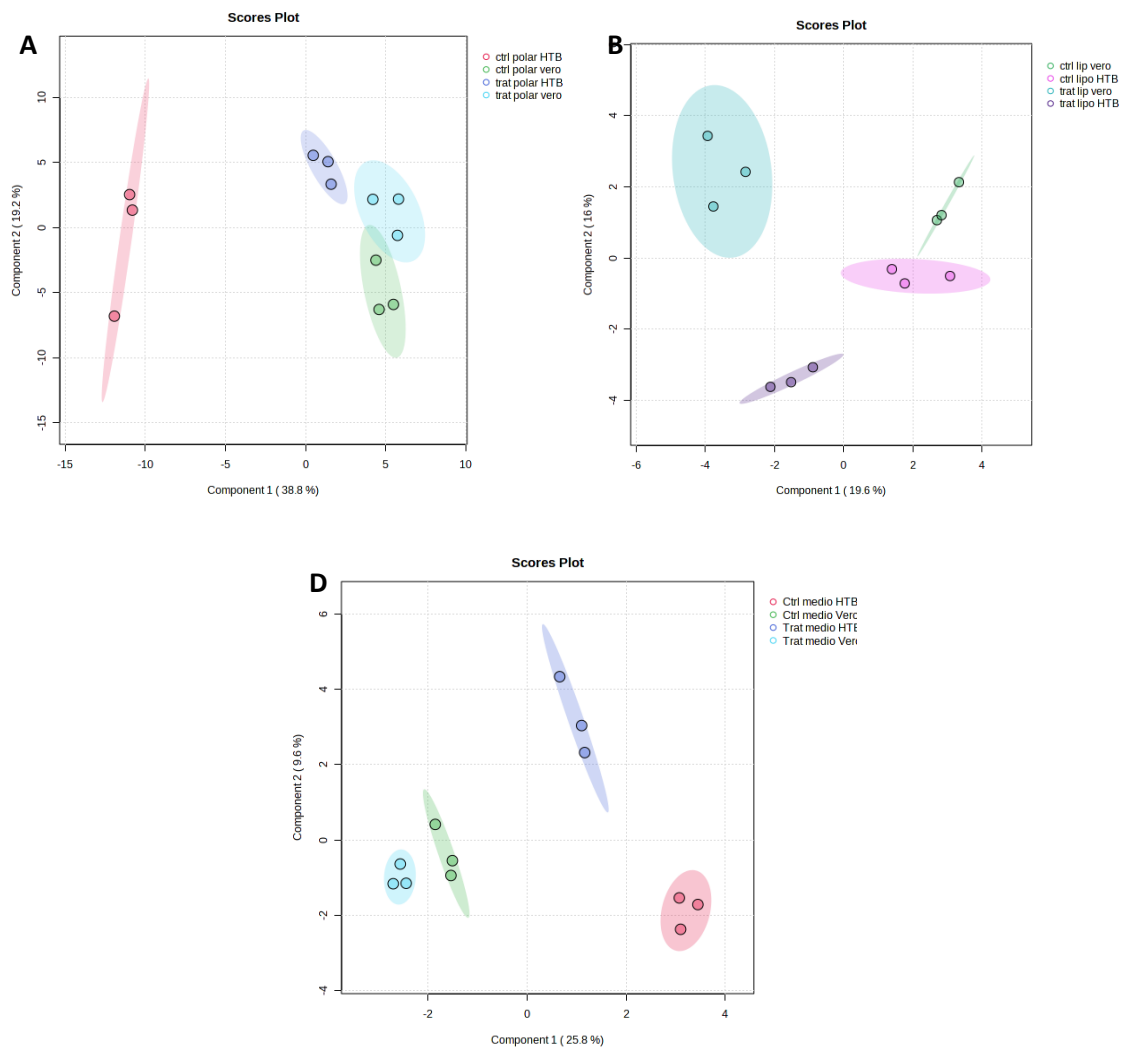 A
Scores Plot
10
5
0
-5
-10
-15
Component 2 ( 19.2 %)
-15 -10 -5 0 5 10
Component 1 ( 38.8 %)
ctrl polar HTB
ctrl polar vero
trat polar HTB
trat polar vero
B
Scores Plot
4
2
0
-2
-4
Component 2 ( 16 %)
-6 -4 -2 0 2 4
Component 1 ( 19.6 %)
ctrl lip vero
ctrl lipo HTB
trat lip vero
trat lipo HTB
D
Scores Plot
6
4
2
0
-2
-4
Component 2 ( 9.6 %)
-2 0 2 4
Component 1 ( 25.8 %)
Ctrl medio HTB
Ctrl medio Verc
Trat medio HTE
Trat medio Ver